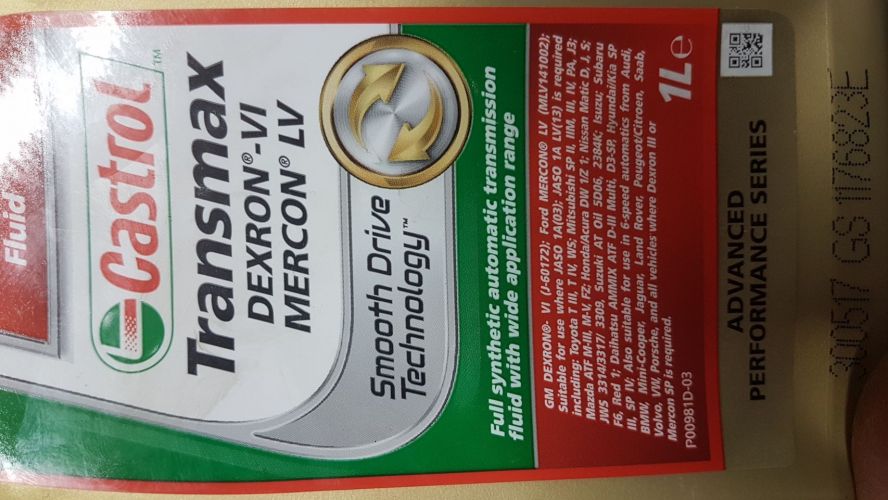 Fluid
Castrol™
Transmax
DEXRON®-VI
MERCON® LV
Smooth Drive
Technology™
Full synthetic automatic transmission
fluid with wide application range
GM DEXRON®- VI (J-60172); Ford MERCON® LV (MLV141002);
Suitable for use where JASO 1A(03); JASO 1A LV(13) is required
including: Toyota T III, T IV, WS; Mitsubishi SP II, IIM, III, IV, PA, J3;
Mazda ATF M-III, M-V, FZ; Honda/Acura DW 1/Z 1; Nissan Matic D, J, S;
JWS 3314/3317/ 3309, Suzuki AT Oil 5D06, 2384K; Isuzu; Subaru
F6, Red 1; Daihatsu AMMIX ATF D-III Multi, D3-SP, Hyundai/Kia SP
III, SP IV; Also suitable for use in 6-speed automatics from Audi,
BMW, Mini-Cooper, Jaguar, Land Rover, Peugeot/Citroen, Saab,
Volvo, VW, Porsche, and all vehicles where Dexron III or
Mercon SP is required.
P00981D-03
1L e
ADVANCED
PERFORMANCE SERIES
300517 GS 1176823E